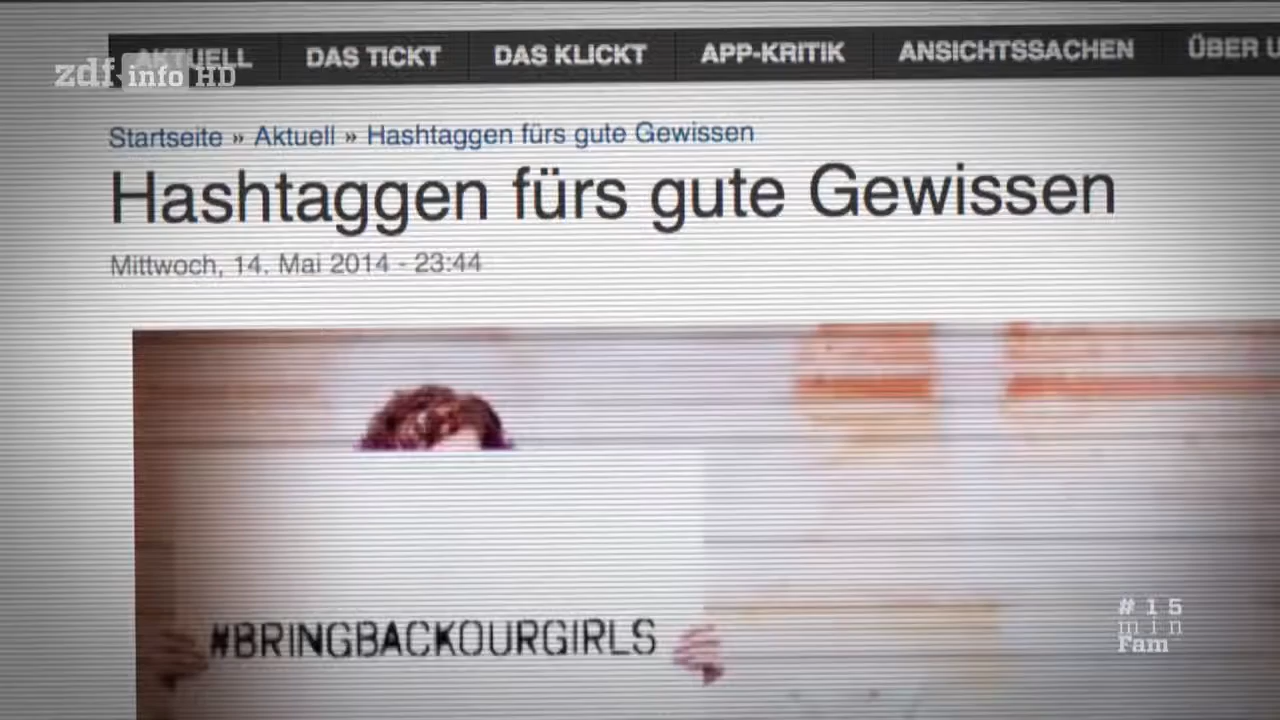 AKTUELL DAS TICKT DAS KLICKT APP-KRITIK ANSICHTSSACHEN ÜBER U
zdf info HD
Startseite » Aktuell » Hashtaggen fürs gute Gewissen
Hashtaggen fürs gute Gewissen
Mittwoch, 14. Mai 2014 - 23:44
#BRINGBACKOURGIRLS
#15
min
Fam